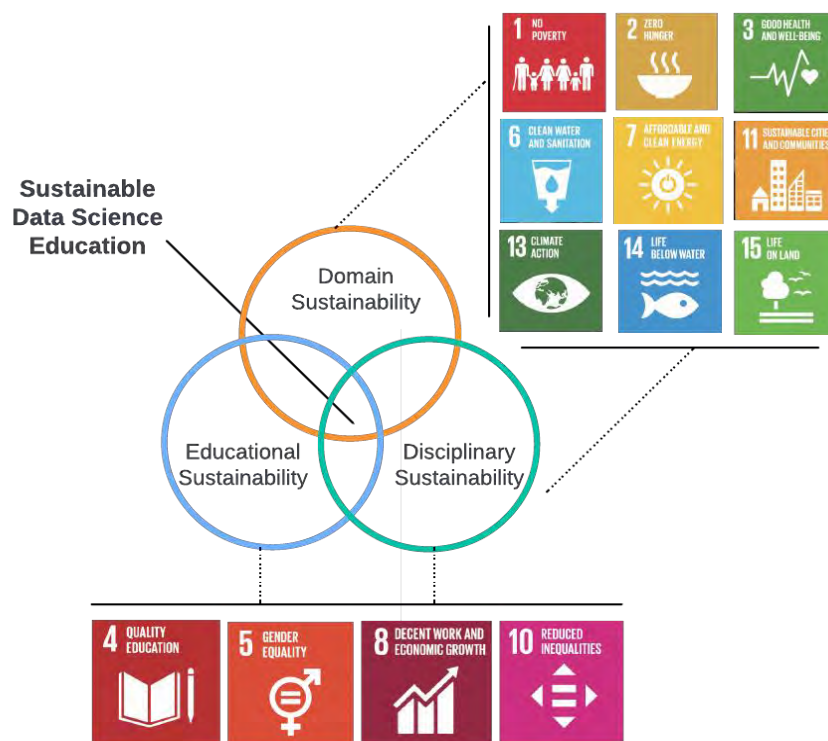 1 NO
POVERTY
2 ZERO
HUNGER
3 GOOD HEALTH
AND WELL-BEING
6 CLEAN WATER
AND SANITATION
7 AFFORDABLE AND
CLEAN ENERGY
11 SUSTAINABLE CITIES
AND COMMUNITIES
13 CLIMATE
ACTION
14 LIFE
BELOW WATER
15 LIFE
ON LAND
Sustainable
Data Science
Education
Domain
Sustainability
Educational
Sustainability
Disciplinary
Sustainability
4 QUALITY
EDUCATION
5 GENDER
EQUALITY
8 DECENT WORK AND
ECONOMIC GROWTH
10 REDUCED
INEQUALITIES